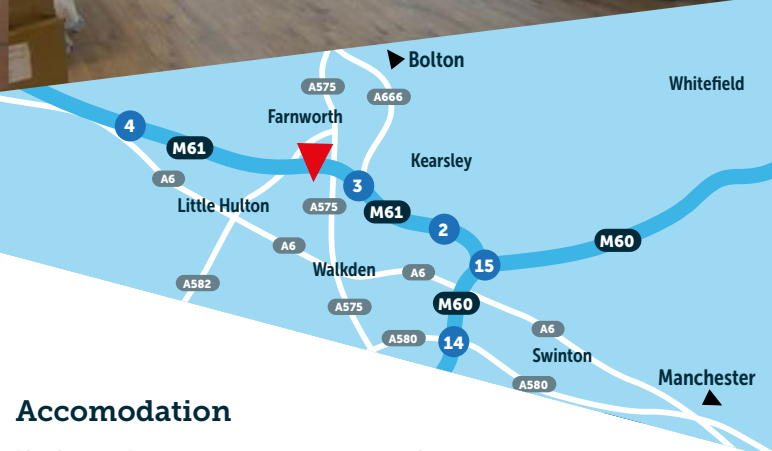 Bolton
Whitefield
A575
A666
Farnworth
4
M61
Kearsley
A6
3
Little Hulton
A575
M61
2
M60
A6
15
Walkden
A6
A582
M60
A575
A6
A580
14
Swinton
Manchester
A580
Accomodation